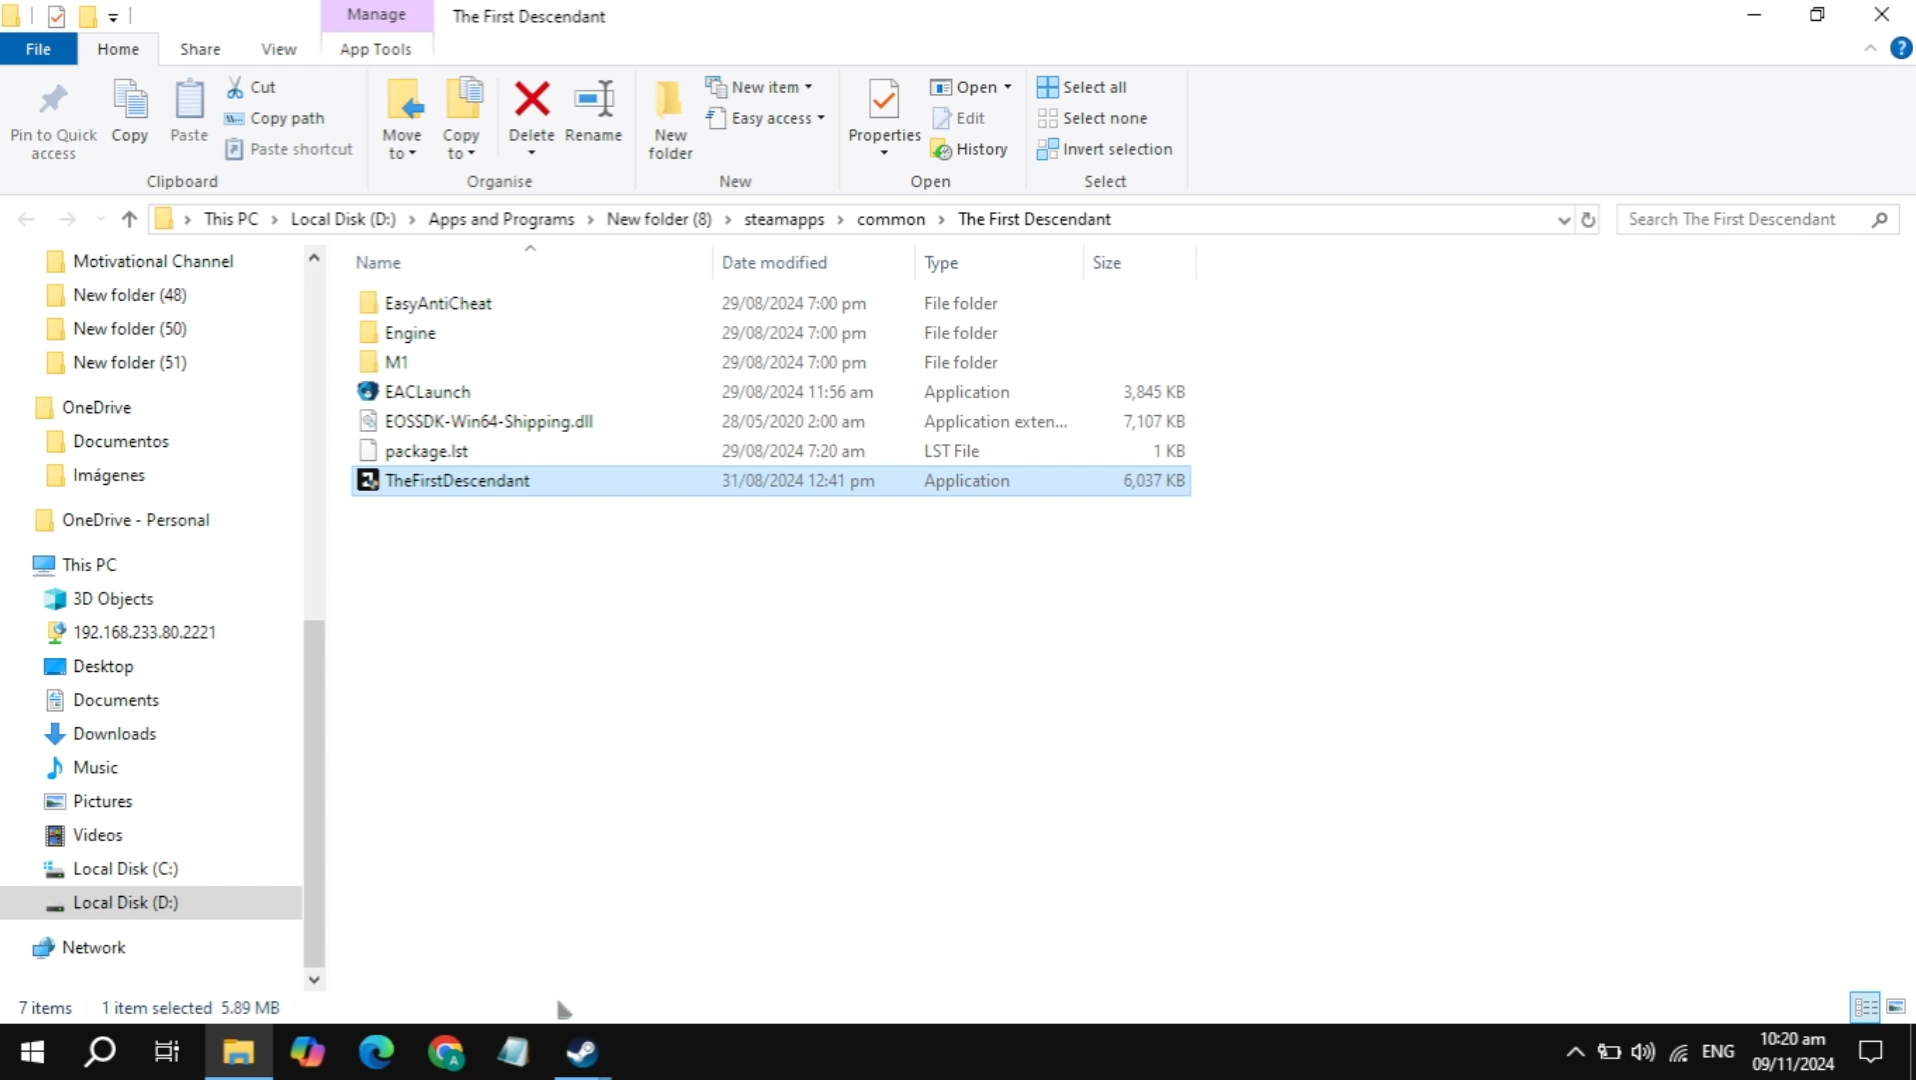 Manage
The First Descendant
File
Home
Share
View
App Tools
Pin to Quick access
Copy
Paste
Cut
Copy path
Paste shortcut
Clipboard
Move to
Copy to
Delete
Rename
Organise
New folder
New item
Easy access
New
Properties
Open
Edit
History
Open
Select all
Select none
Invert selection
Select
This PC > Local Disk (D:) > Apps and Programs > New folder (8) > steamapps > common > The First Descendant
Search The First Descendant
Motivational Channel
New folder (48)
New folder (50)
New folder (51)
OneDrive
Documentos
Imágenes
OneDrive - Personal
This PC
3D Objects
192.168.233.80.2221
Desktop
Documents
Downloads
Music
Pictures
Videos
Local Disk (C:)
Local Disk (D:)
Network
Name Date modified Type Size
EasyAntiCheat 29/08/2024 7:00 pm File folder
Engine 29/08/2024 7:00 pm File folder
M1 29/08/2024 7:00 pm File folder
EACLaunch 29/08/2024 11:56 am Application 3,845 KB
EOSSDK-Win64-Shipping.dll 28/05/2020 2:00 am Application exten... 7,107 KB
package.lst 29/08/2024 7:20 am LST File 1 KB
TheFirstDescendant 31/08/2024 12:41 pm Application 6,037 KB
7 items 1 item selected 5.89 MB
A
ENG
10:20 am
09/11/2024